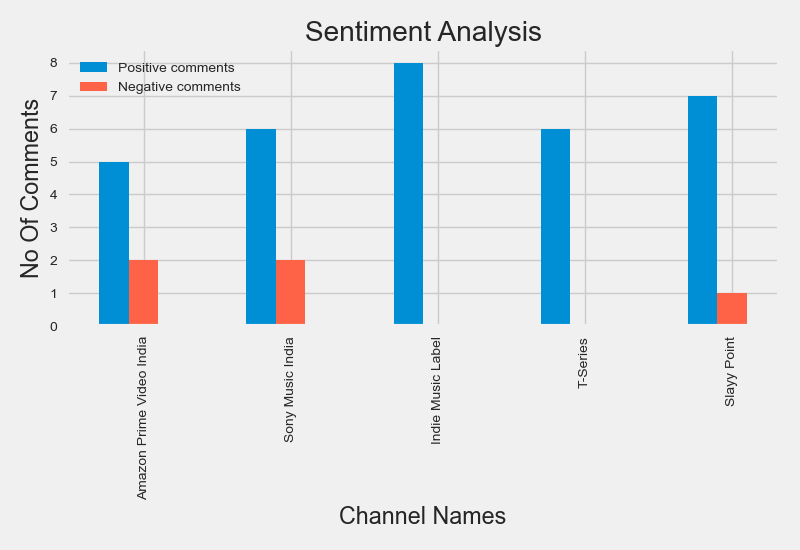 Sentiment Analysis
Positive comments
Negative comments
No Of Comments
8
7
6
5
4
3
2
1
0
Amazon Prime Video India
Sony Music India
Indie Music Label
T-Series
Slayy Point
Channel Names